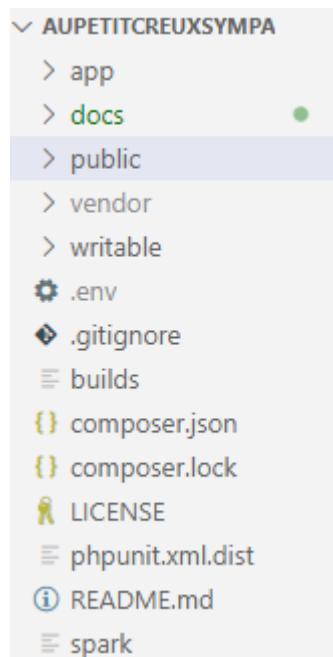 AUPETITCREUXSYMPA
app
docs
public
vendor
writable
.env
.gitignore
builds
composer.json
composer.lock
LICENSE
phpunit.xml.dist
README.md
spark